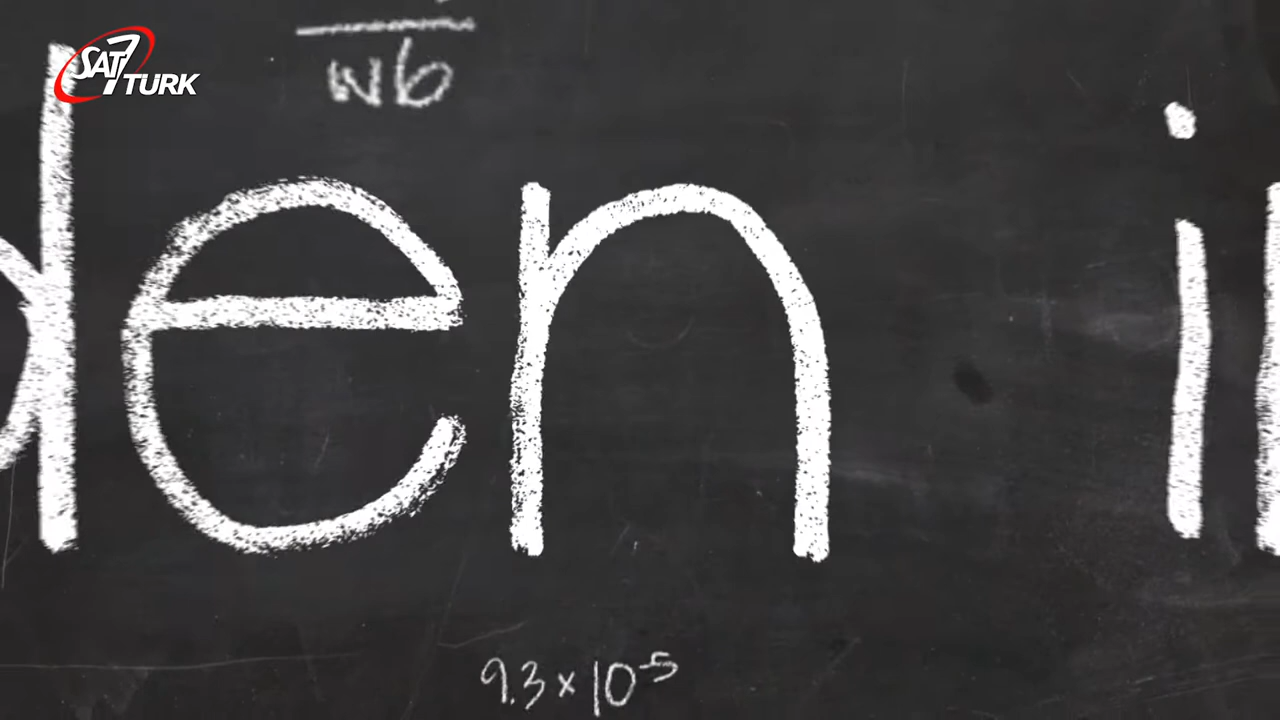 SAT7 TURK
wb
den i
9.3 x 10⁻⁵